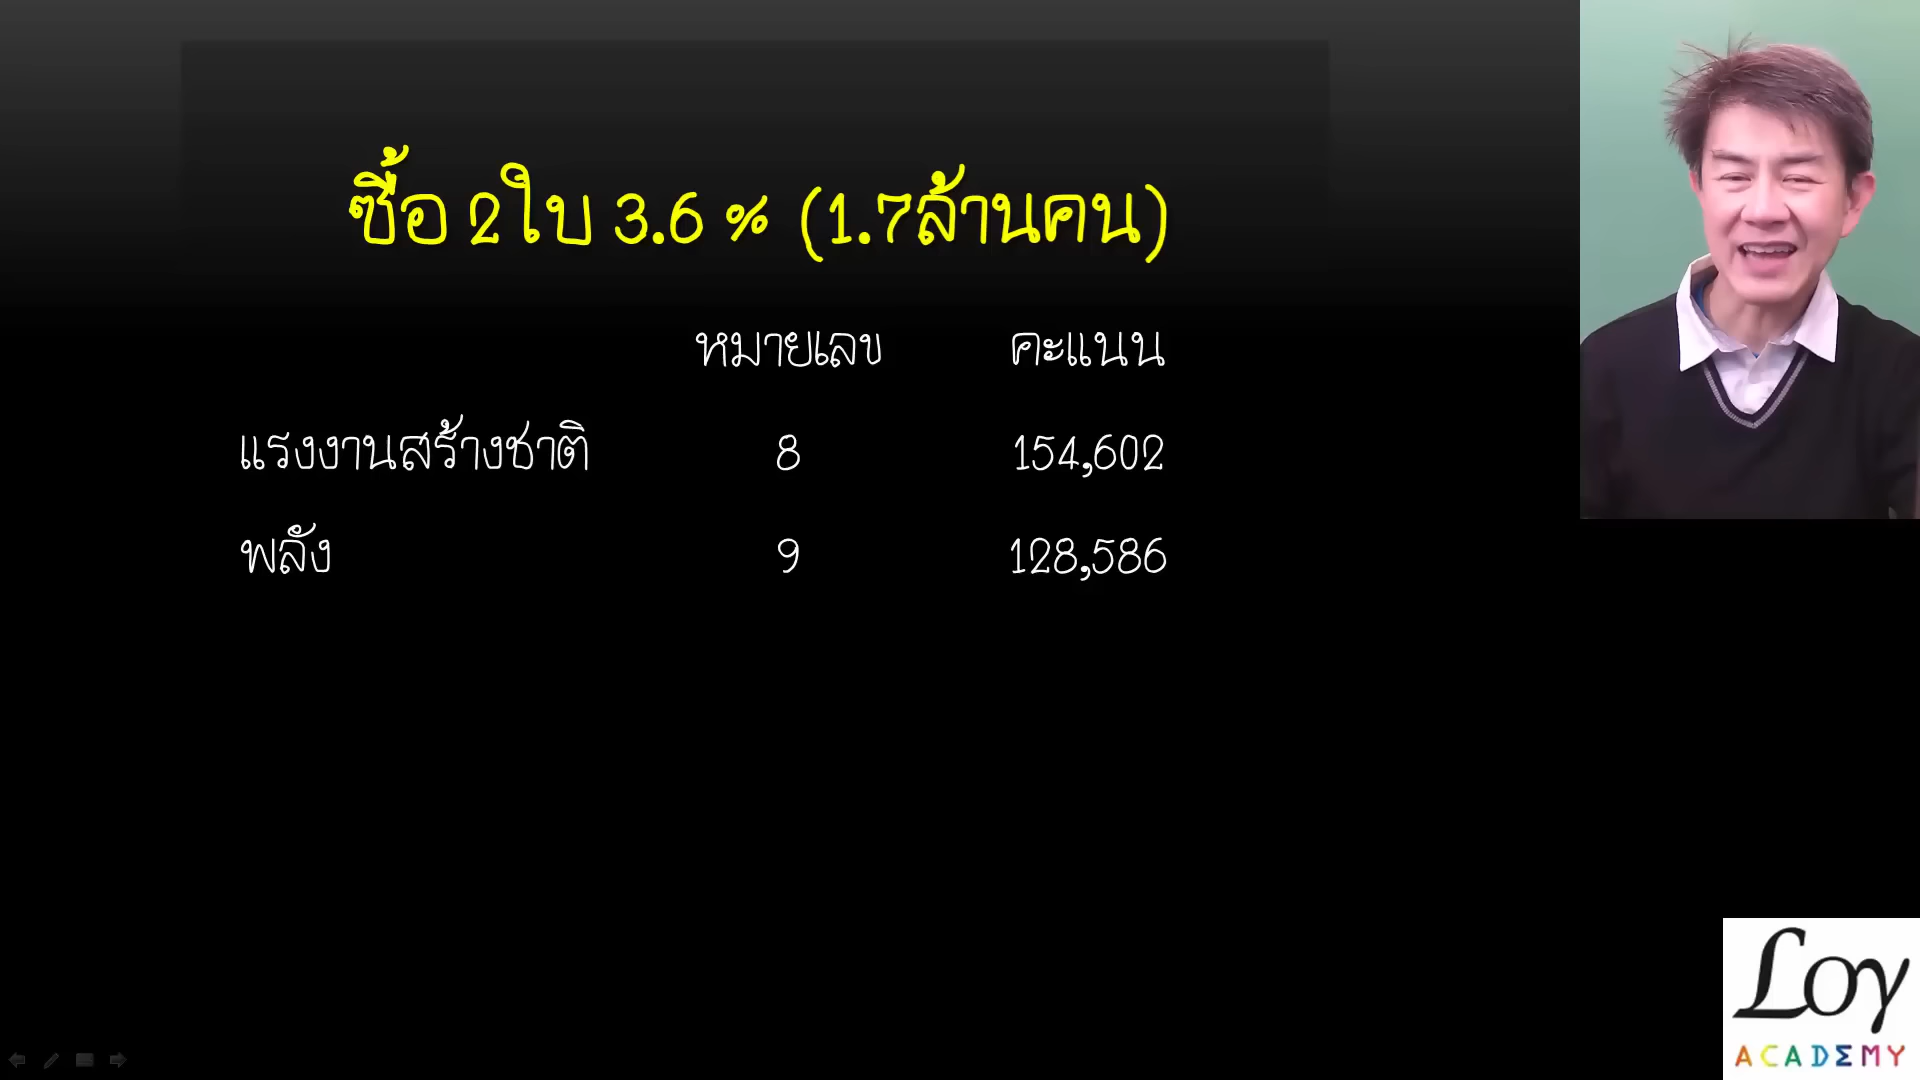 ซื้อ 2ใบ 3.6 % (1.7ล้านคน)
หมายเลข คะแนน
แรงงานสร้างชาติ 8 154,602
พลัง 9 128,586
Loy
ACADEMY